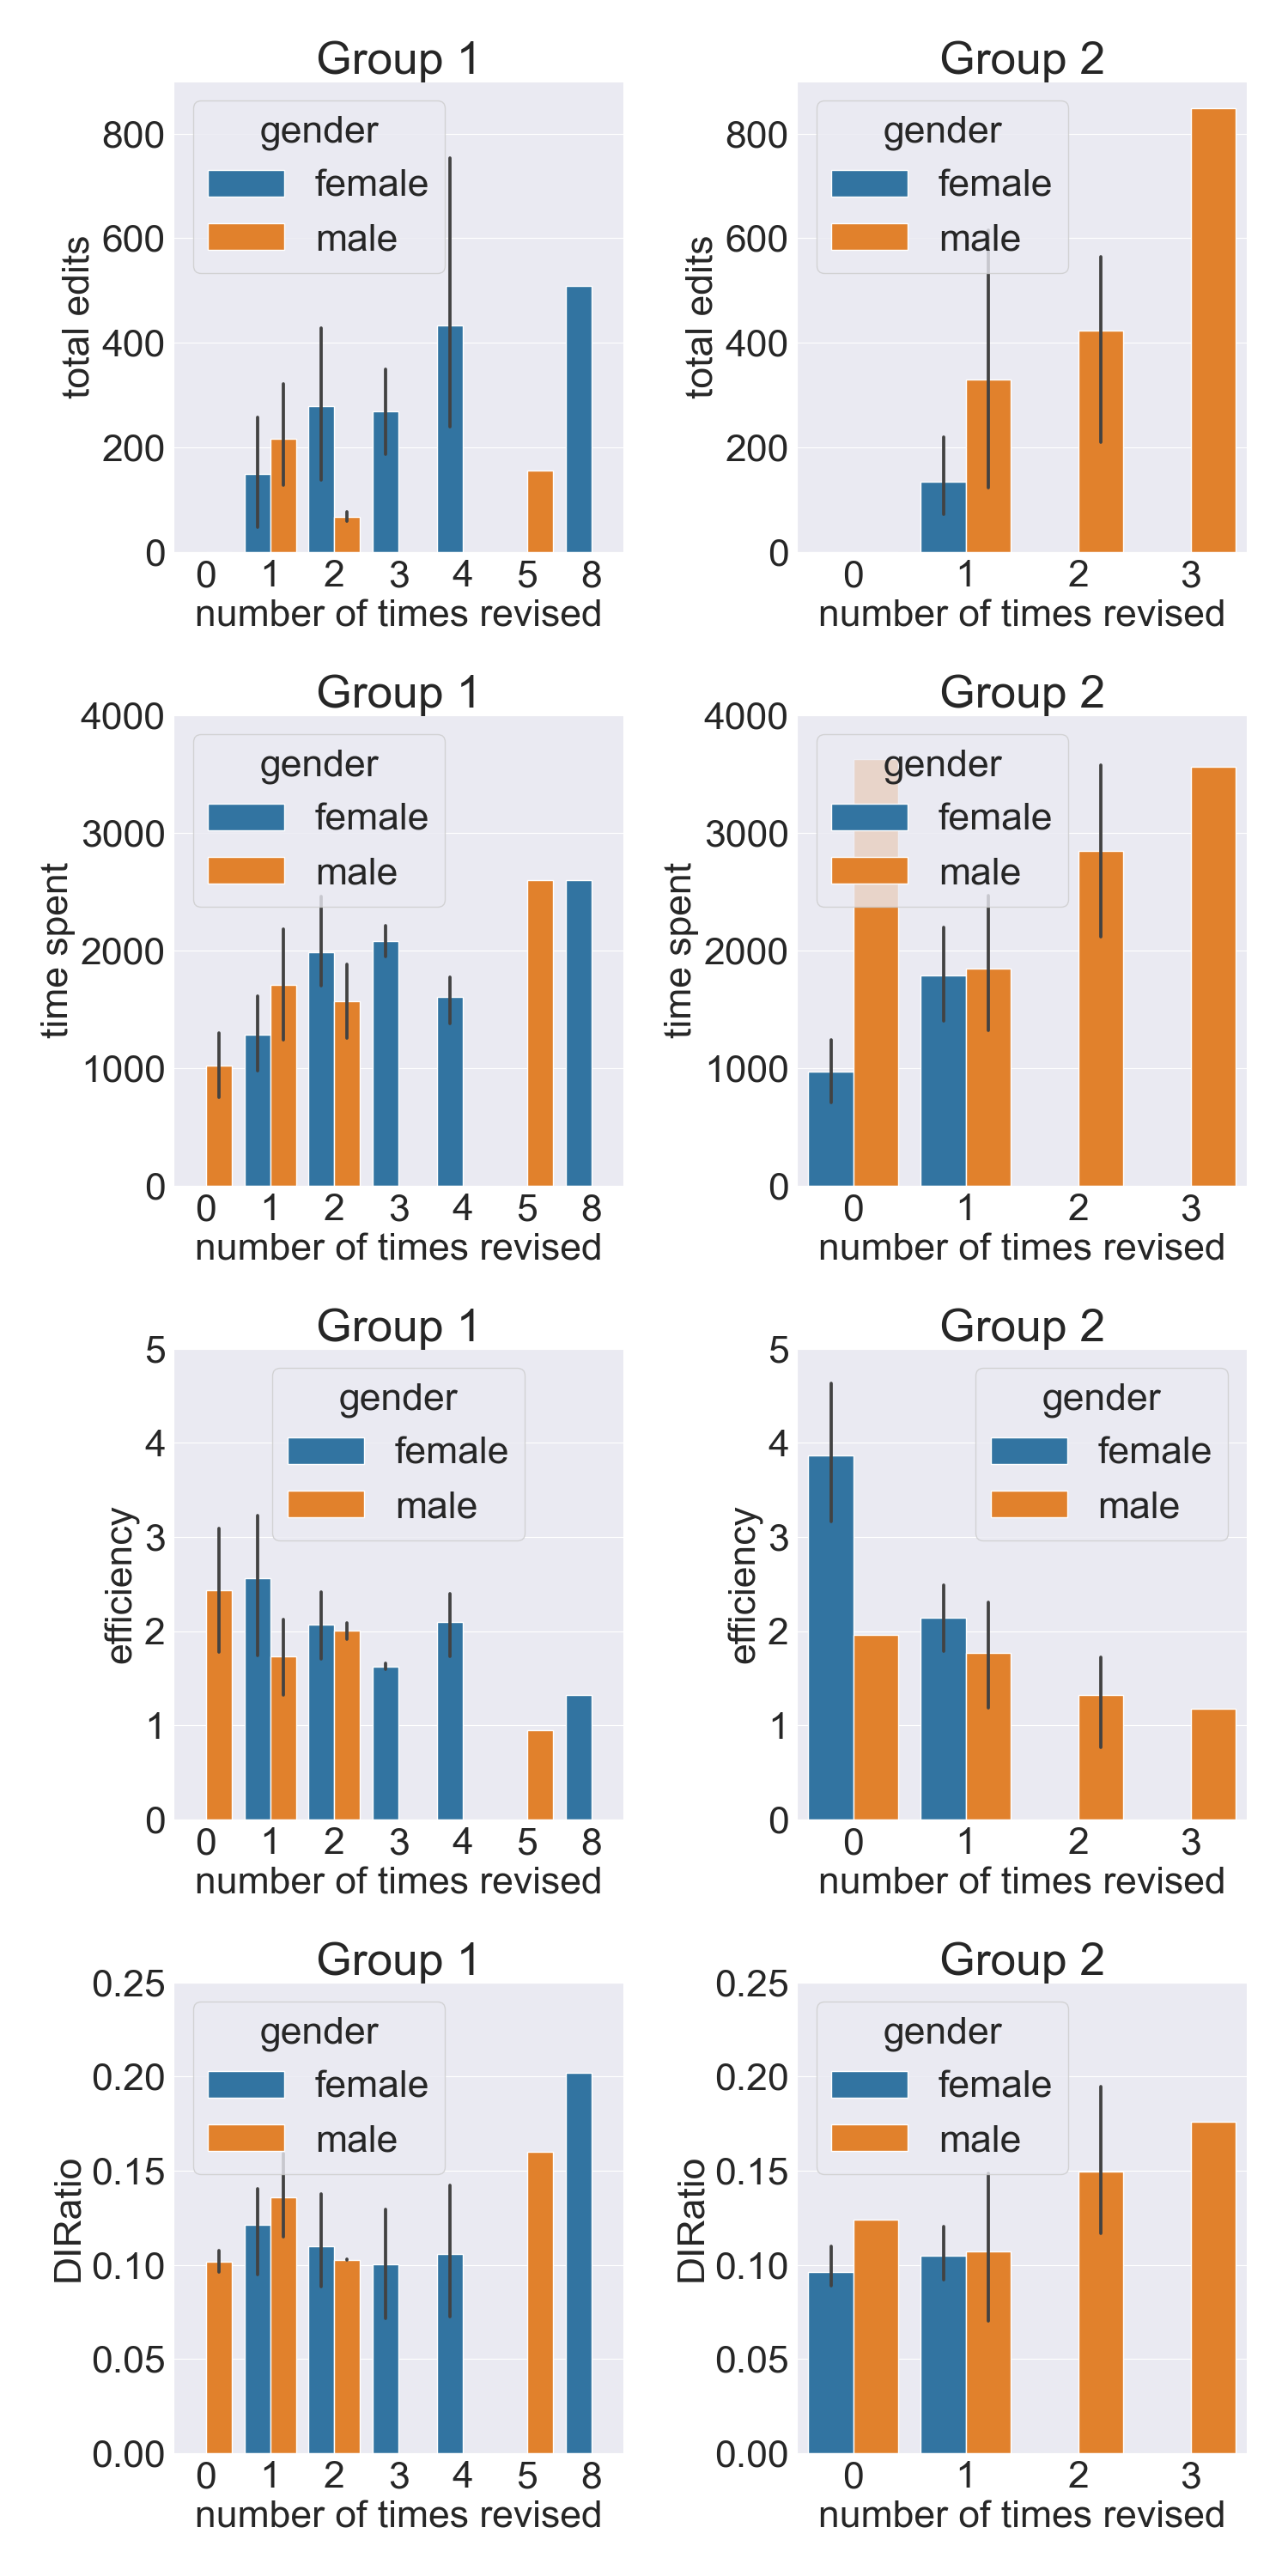 Group 1
gender
female
male
800
600
400
200
0
total edits
0 1 2 3 4 5 8
number of times revised
Group 2
gender
female
male
800
600
400
200
0
total edits
0 1 2 3
number of times revised
Group 1
gender
female
male
4000
3000
2000
1000
0
time spent
0 1 2 3 4 5 8
number of times revised
Group 2
gender
female
male
4000
3000
2000
1000
0
time spent
0 1 2 3
number of times revised
Group 1
gender
female
male
5
4
3
2
1
0
efficiency
0 1 2 3 4 5 8
number of times revised
Group 2
gender
female
male
5
4
3
2
1
0
efficiency
0 1 2 3
number of times revised
Group 1
gender
female
male
0.25
0.20
0.15
0.10
0.05
0.00
DIRatio
0 1 2 3 4 5 8
number of times revised
Group 2
gender
female
male
0.25
0.20
0.15
0.10
0.05
0.00
DIRatio
0 1 2 3
number of times revised